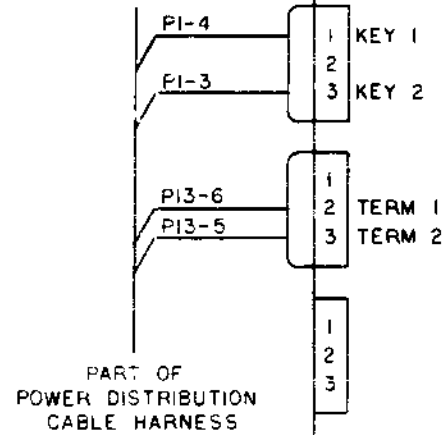 P1-4
1 KEY 1
2
P1-3
3 KEY 2
1
P13-6
2 TERM 1
P13-5
3 TERM 2
1
2
3
PART OF
POWER DISTRIBUTION
CABLE HARNESS